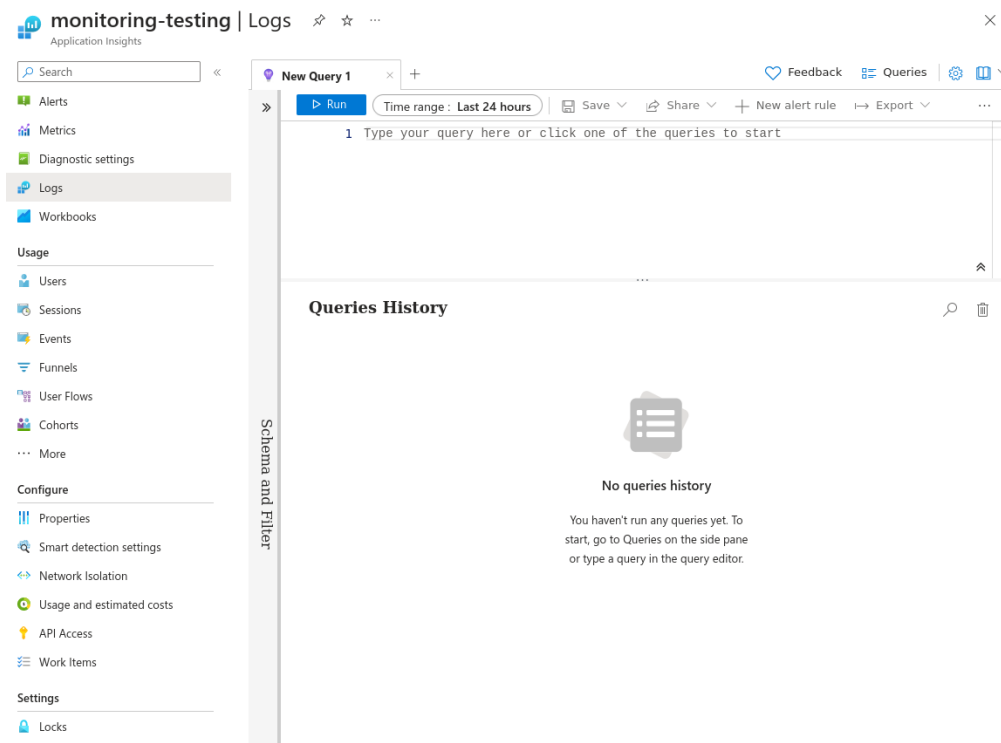 monitoring-testing | Logs
Application Insights
Search
Alerts
Metrics
Diagnostic settings
Logs
Workbooks
Usage
Users
Sessions
Events
Funnels
User Flows
Cohorts
More
Configure
Properties
Smart detection settings
Network Isolation
Usage and estimated costs
API Access
Work Items
Settings
Locks
New Query 1
Feedback
Queries
Run
Time range : Last 24 hours
Save
Share
New alert rule
Export
1 Type your query here or click one of the queries to start
Schema and Filter
Queries History
No queries history
You haven't run any queries yet. To
start, go to Queries on the side pane
or type a query in the query editor.